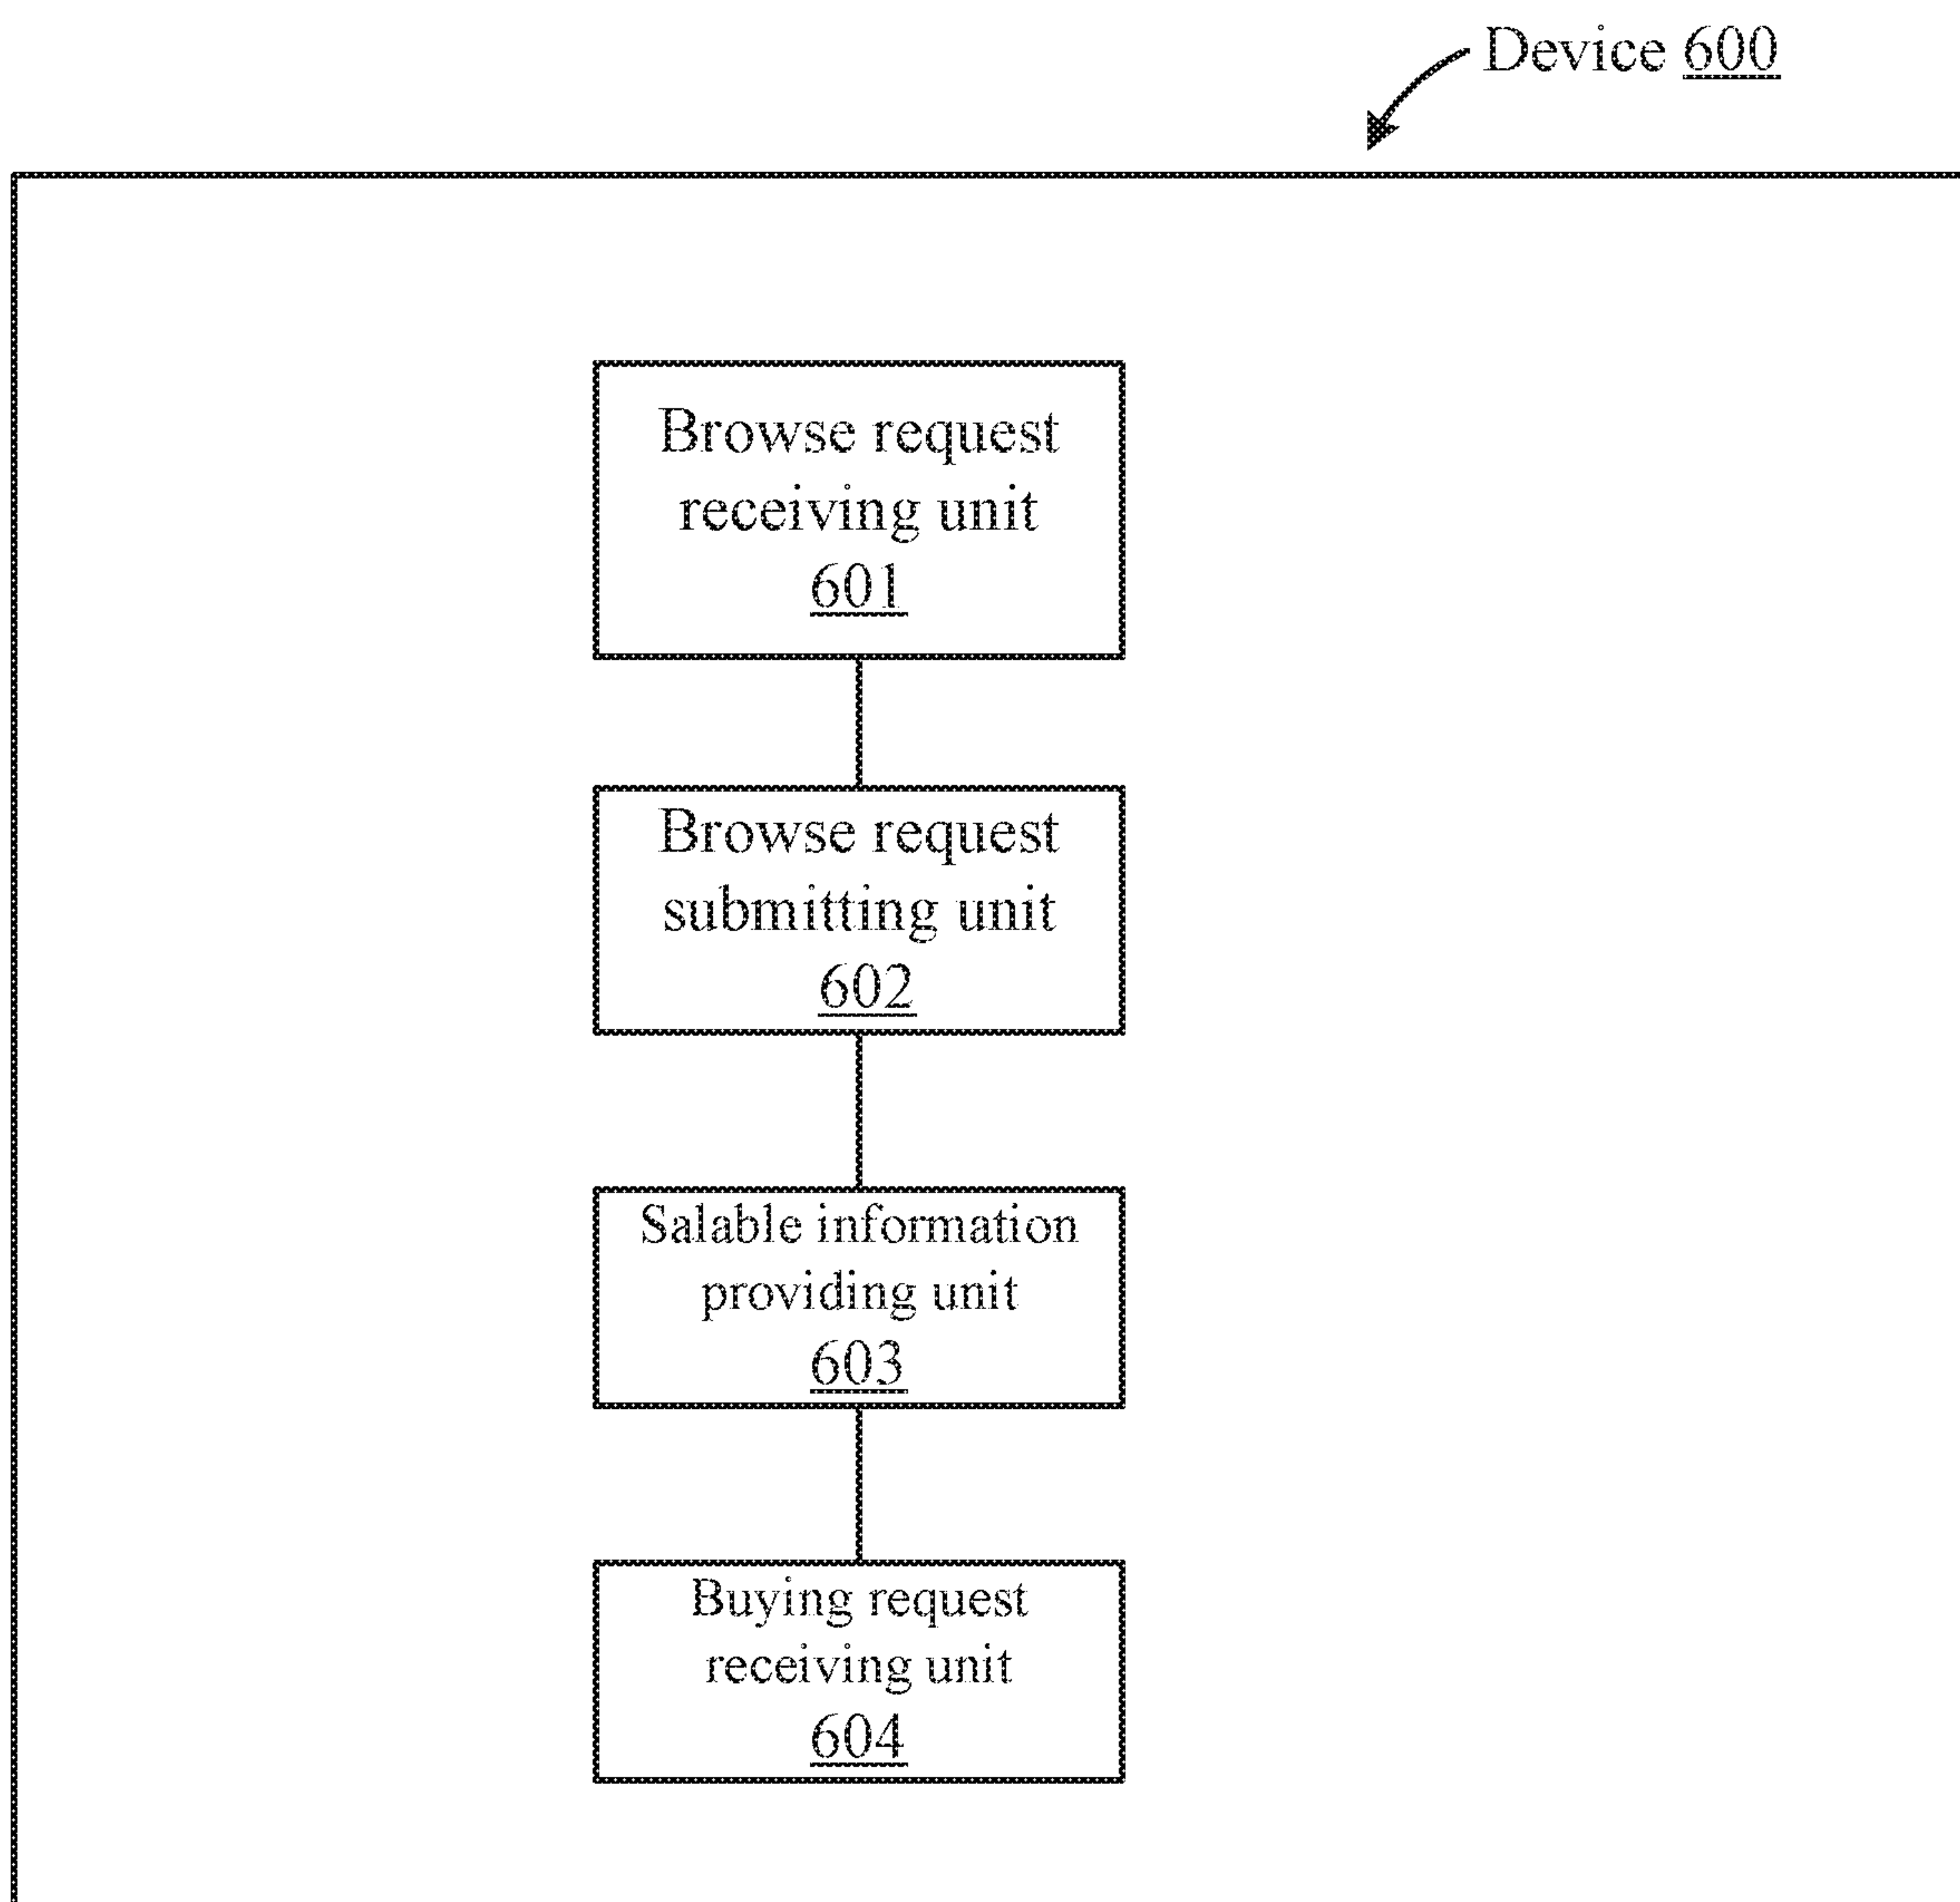 Device 600
Browse request
receiving unit
601
Browse request
submitting unit
602
Salable information
providing unit
603
Buying request
receiving unit
604